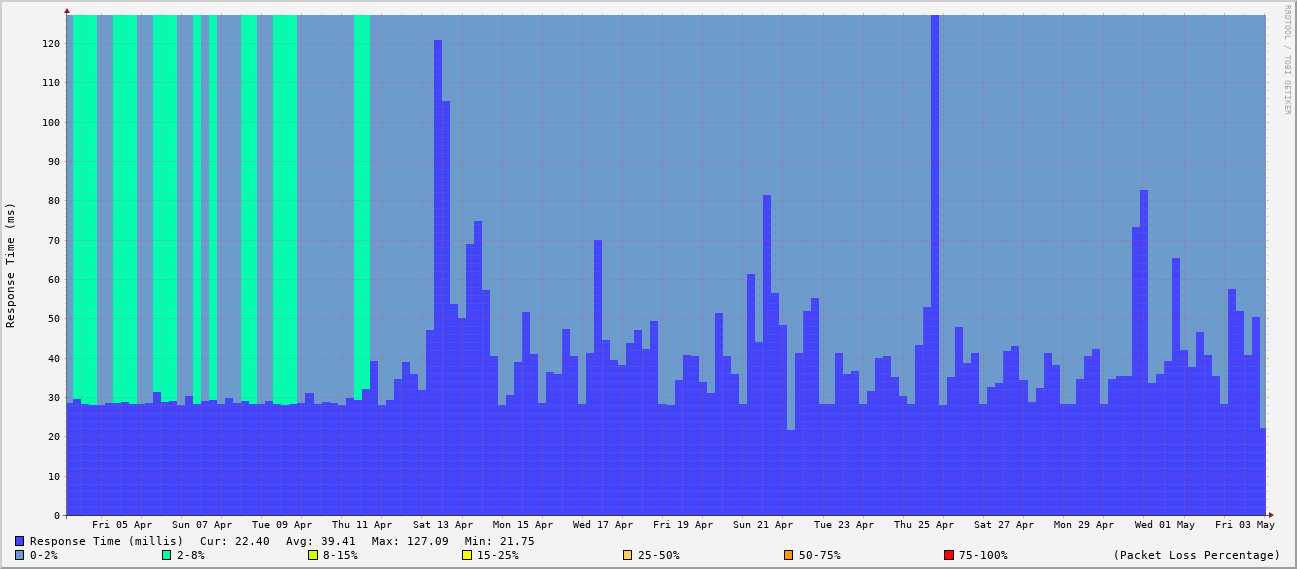 RRDTOOL / TOBI OETIKER
Response Time (ms)
120
110
100
90
80
70
60
50
40
30
20
10
0
Fri 05 Apr Sun 07 Apr Tue 09 Apr Thu 11 Apr Sat 13 Apr Mon 15 Apr Wed 17 Apr Fri 19 Apr Sun 21 Apr Tue 23 Apr Thu 25 Apr Sat 27 Apr Mon 29 Apr Wed 01 May Fri 03 May
Response Time (millis) Cur: 22.40 Avg: 39.41 Max: 127.09 Min: 21.75
0-2% 2-8% 8-15% 15-25% 25-50% 50-75% 75-100% (Packet Loss Percentage)